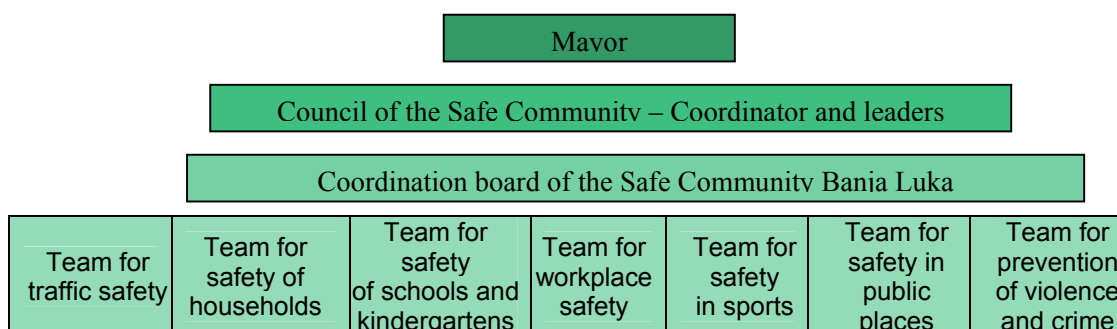 Mayor
Council of the Safe Community – Coordinator and leaders
Coordination board of the Safe Community Banja Luka
Team for
traffic safety
Team for
safety of
households
Team for
safety
of schools and
kindergartens
Team for
workplace
safety
Team for
safety
in sports
Team for
safety in
public
places
Team for
prevention
of violence
and crime